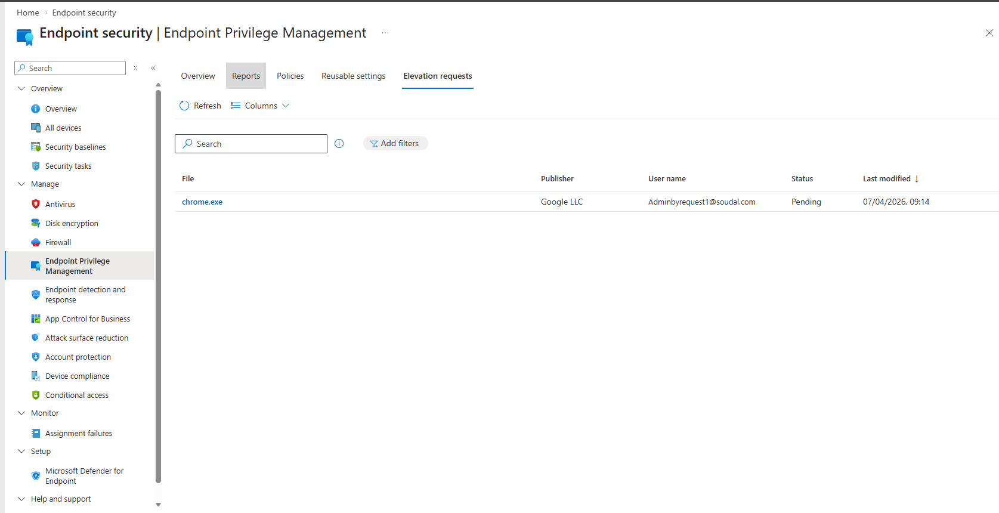 Home > Endpoint security
Endpoint security | Endpoint Privilege Management ...
Search
Overview
Overview
All devices
Security baselines
Security tasks
Manage
Antivirus
Disk encryption
Firewall
Endpoint Privilege
Management
Endpoint detection and
response
App Control for Business
Attack surface reduction
Account protection
Device compliance
Conditional access
Monitor
Assignment failures
Setup
Microsoft Defender for
Endpoint
Help and support
Overview Reports Policies Reusable settings Elevation requests
Refresh Columns
Search Add filters
File Publisher User name Status Last modified ↓
chrome.exe Google LLC Adminbyrequest1@soudal.com Pending 07/04/2026, 09:14